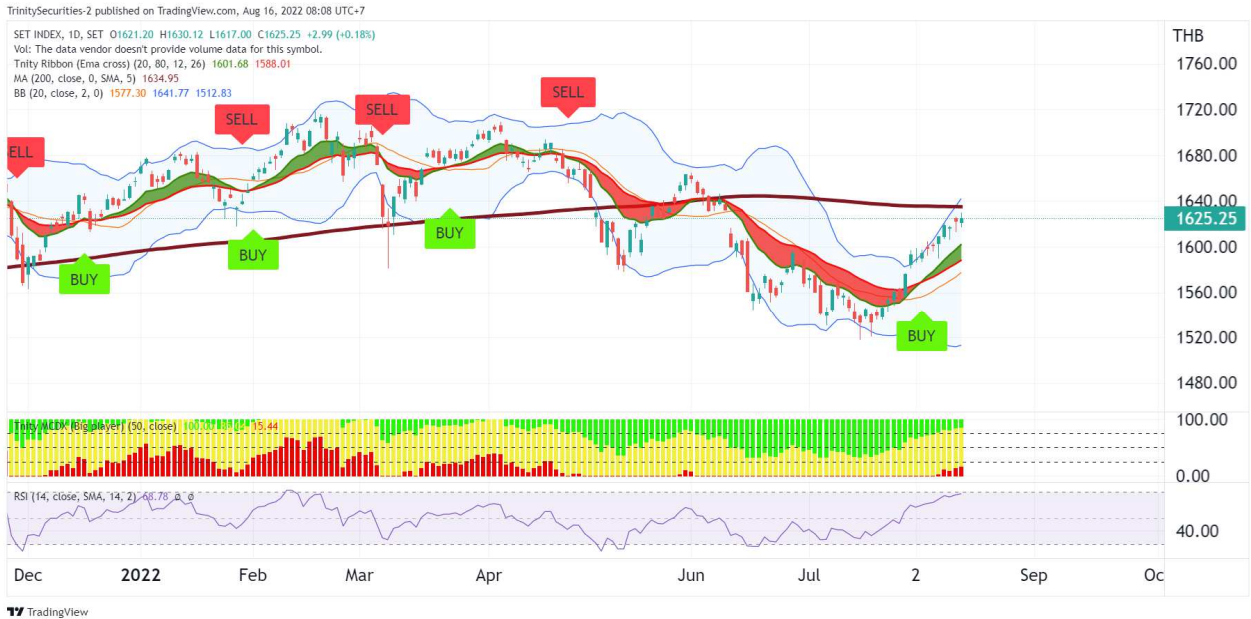 TrinitySecurities-2 published on TradingView.com, Aug 16, 2022 08:08 UTC+7
SET INDEX, 1D, SET O1621.20 H1630.12 L1617.00 C1625.25 +2.99 (+0.18%)
Vol: The data vendor doesn't provide volume data for this symbol.
Tnity Ribbon (Ema cross) (20, 80, 12, 26) 1601.68 1588.01
MA (200, close, 0, SMA, 5) 1634.95
BB (20, close, 2, 0) 1577.30 1641.77 1512.83
THB
1760.00
1720.00
1680.00
1640.00
1625.25
1600.00
1560.00
1520.00
1480.00
ELL
SELL
SELL
SELL
BUY
BUY
BUY
BUY
Tnity MCDX (Big player) (50, close) 100.00 15.44
100.00
0.00
RSI (14, close, SMA, 14, 2) 68.78 ø ø
40.00
Dec 2022 Feb Mar Apr Jun Jul 2 Sep Oc
TradingView